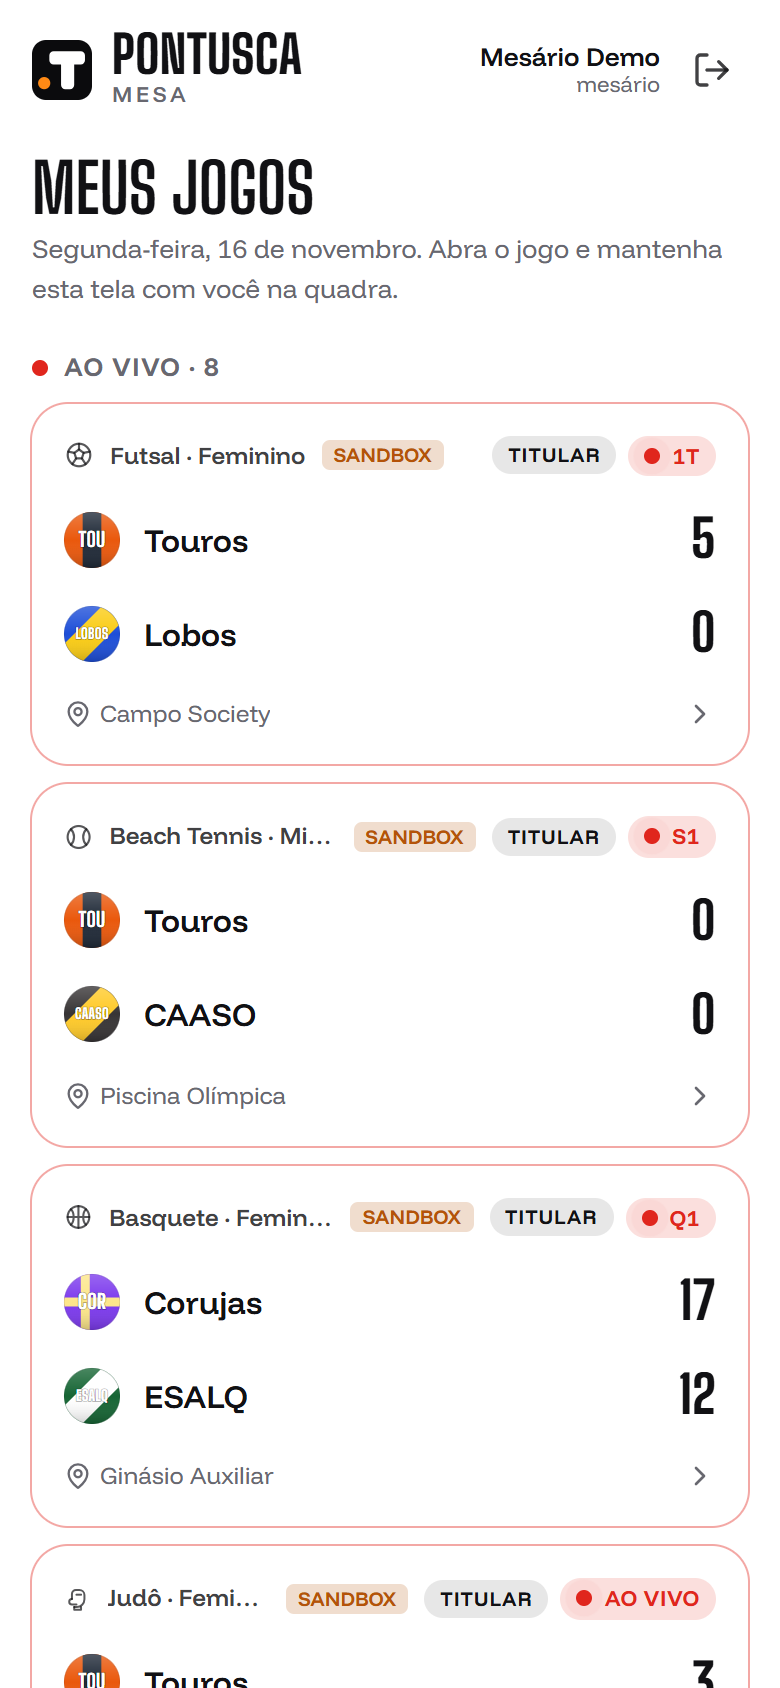 PONTUSCA
MESA
Mesário Demo
mesário
MEUS JOGOS
Segunda-feira, 16 de novembro. Abra o jogo e mantenha
esta tela com você na quadra.
AO VIVO · 8
Futsal · Feminino SANDBOX TITULAR 1T
TOU Touros 5
LOBOS Lobos 0
Campo Society
Beach Tennis · Mi... SANDBOX TITULAR S1
TOU Touros 0
CAASO CAASO 0
Piscina Olímpica
Basquete · Femin... SANDBOX TITULAR Q1
COR Corujas 17
ESALQ ESALQ 12
Ginásio Auxiliar
Judô · Femi... SANDBOX TITULAR AO VIVO
TOU Touros 3